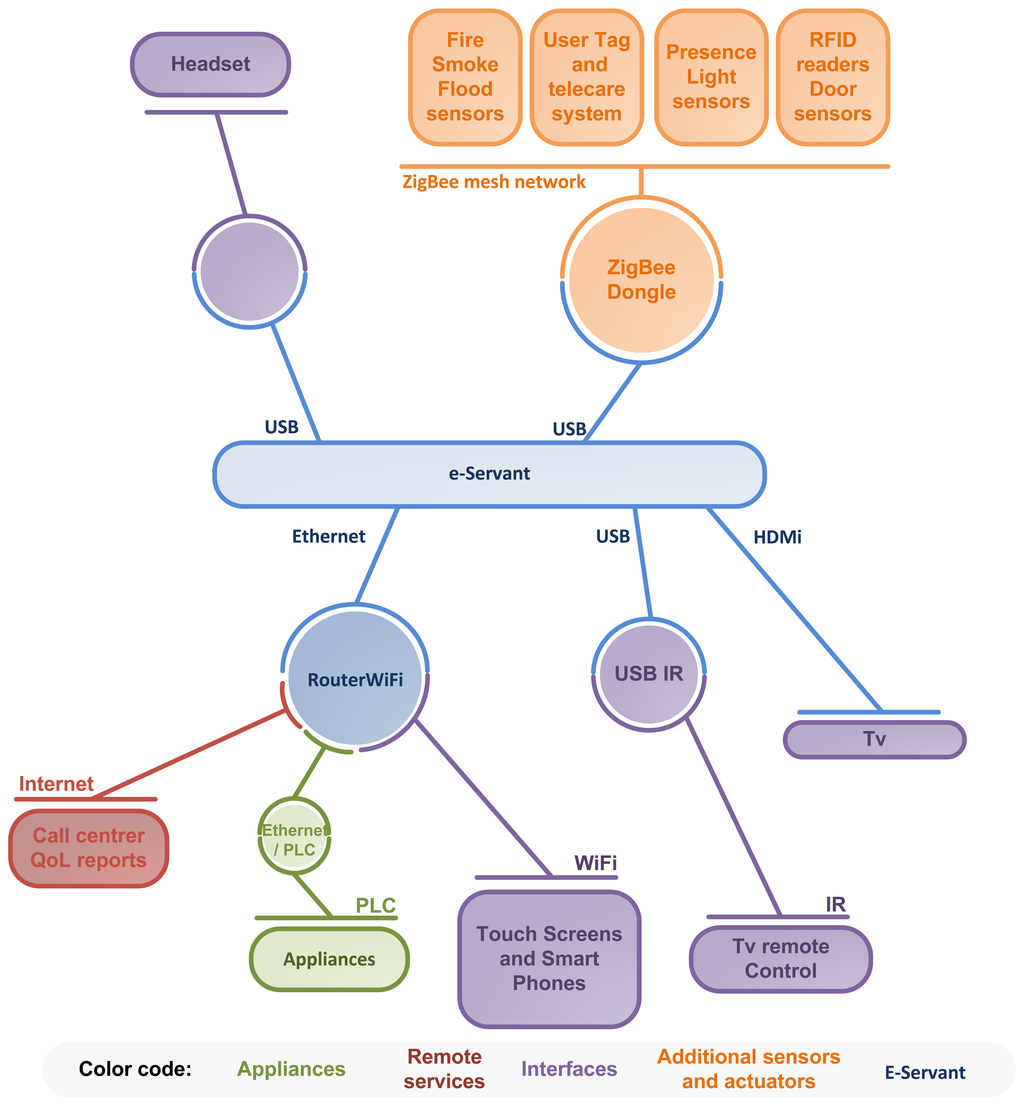 Headset
Fire
Smoke
Flood
sensors
User Tag
and
telecare
system
Presence
Light
sensors
RFID
readers
Door
sensors
ZigBee mesh network
ZigBee
Dongle
USB
USB
e-Servant
Ethernet
USB
HDMi
RouterWiFi
USB IR
Tv
Internet
Call centrer
QoL reports
Ethernet
/ PLC
PLC
Appliances
WiFi
Touch Screens
and Smart
Phones
IR
Tv remote
Control
Color code:
Appliances
Remote
services
Interfaces
Additional sensors
and actuators
E-Servant